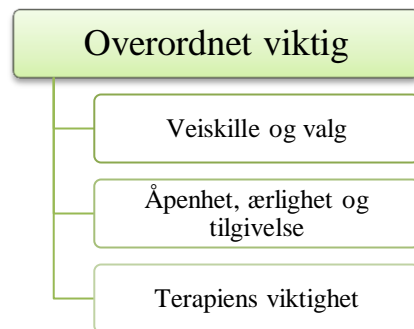 Overordnet viktig
Veiskille og valg
Åpenhet, ærlighet og
tilgivelse
Terapiens viktighet